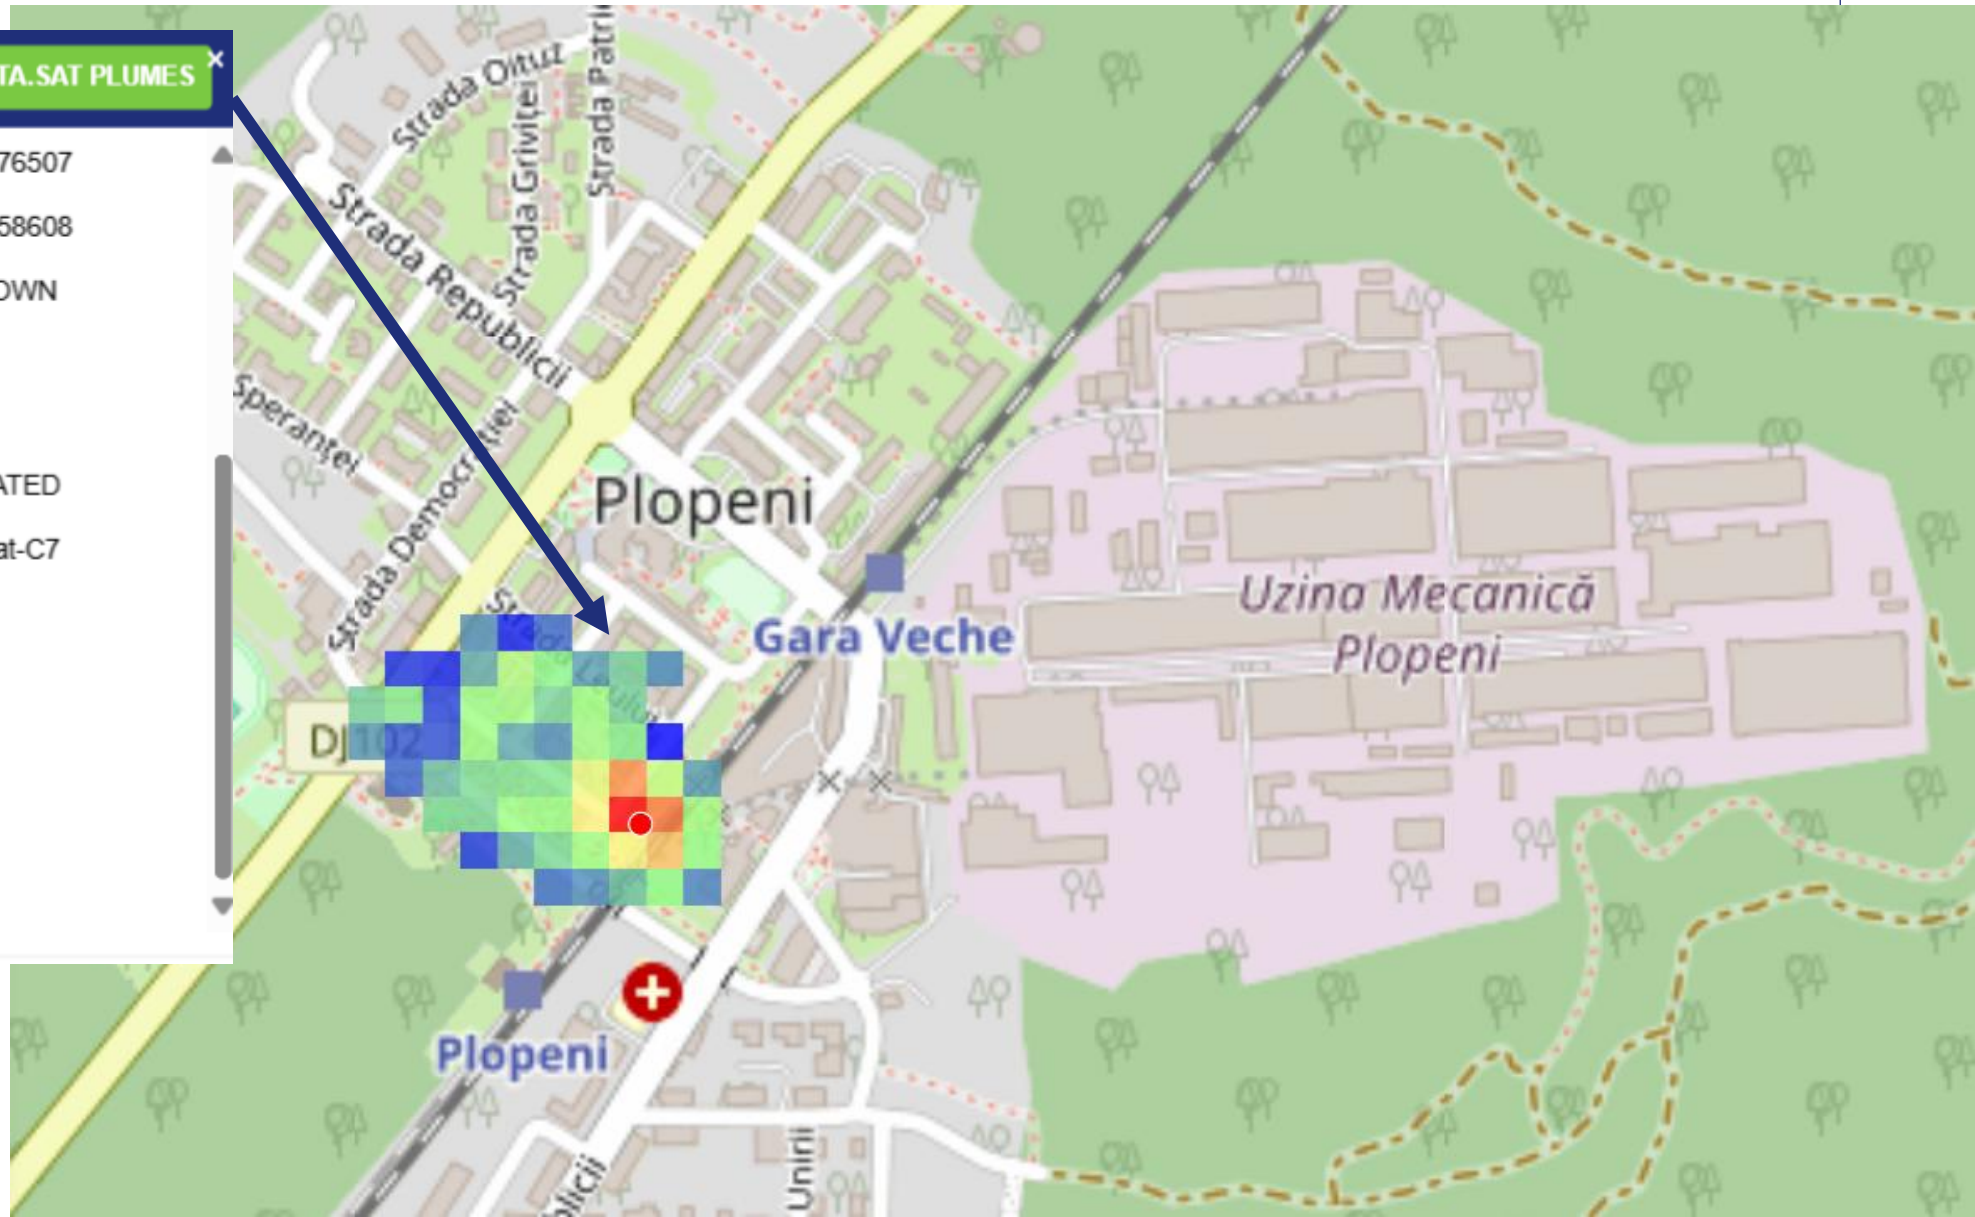 TA.SAT PLUMES
×
76507
58608
OWN
ATED
at-C7
Strada Oituz
Strada Griviței
Strada Patri
Strada Republicii
Speranței
Strada Democrației
Plopeni
Gara Veche
Uzina Mecanică
Plopeni
DJ102
Plopeni
Unirii
blicii